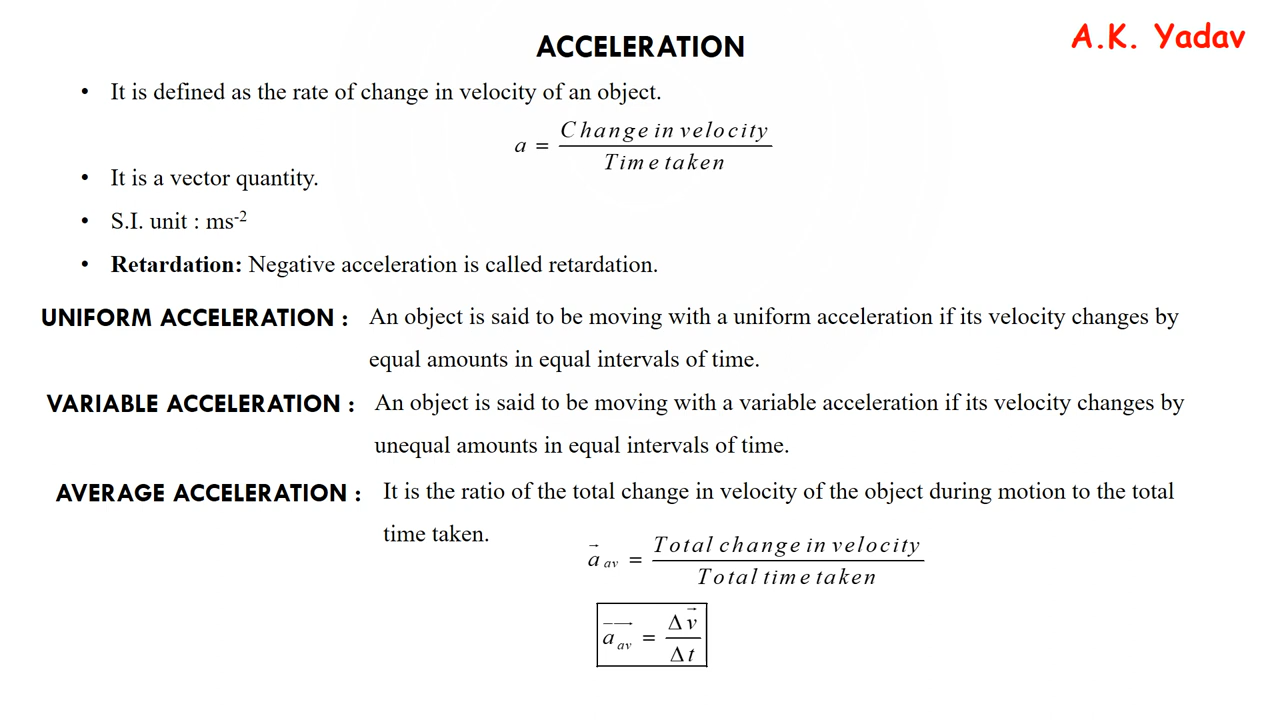 ACCELERATION
A.K. Yadav
• It is defined as the rate of change in velocity of an object.
a = Change in velocity / Time taken
• It is a vector quantity.
• S.I. unit : ms⁻²
• Retardation: Negative acceleration is called retardation.
UNIFORM ACCELERATION : An object is said to be moving with a uniform acceleration if its velocity changes by
equal amounts in equal intervals of time.
VARIABLE ACCELERATION : An object is said to be moving with a variable acceleration if its velocity changes by
unequal amounts in equal intervals of time.
AVERAGE ACCELERATION : It is the ratio of the total change in velocity of the object during motion to the total
time taken.
a⃗ av = Total change in velocity / Total time taken
a⃗ av = Δv⃗ / Δt